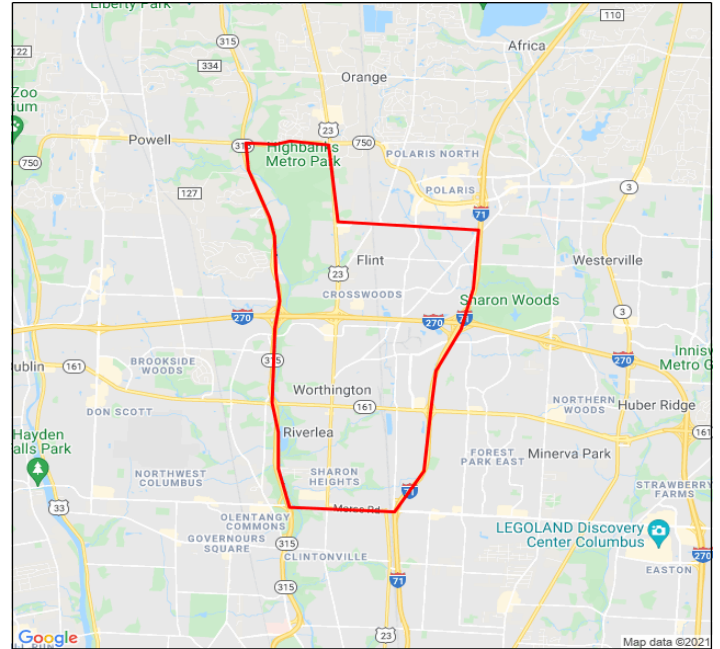 Liberty Park
110
315
122
Africa
334
Orange
Zoo
ium
23
Powell
315
750
750
Highbanks
Metro Park
POLARIS NORTH
127
POLARIS
3
71
Flint
Westerville
23
CROSSWOODS
Sharon Woods
3
270
71
270
Innisw
Metro G
BROOKSIDE
WOODS
315
270
ublin
161
Worthington
NORTHERN
WOODS
DON SCOTT
161
Huber Ridge
Riverlea
161
Hayden
alls Park
FOREST
PARK EAST
Minerva Park
NORTHWEST
COLUMBUS
SHARON
HEIGHTS
STRAWBERRY
FARMS
71
33
Morse Rd
OLENTANGY
COMMONS
LEGOLAND Discovery
Center Columbus
GOVERNOURS
SQUARE
315
CLINTONVILLE
270
EASTON
71
315
23
Google
Map data ©2021